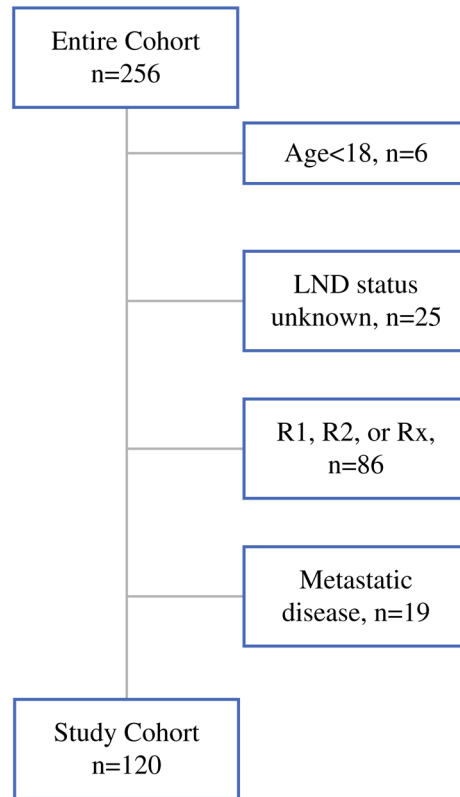 Entire Cohort
n=256
Age<18, n=6
LND status
unknown, n=25
R1, R2, or Rx,
n=86
Metastatic
disease, n=19
Study Cohort
n=120